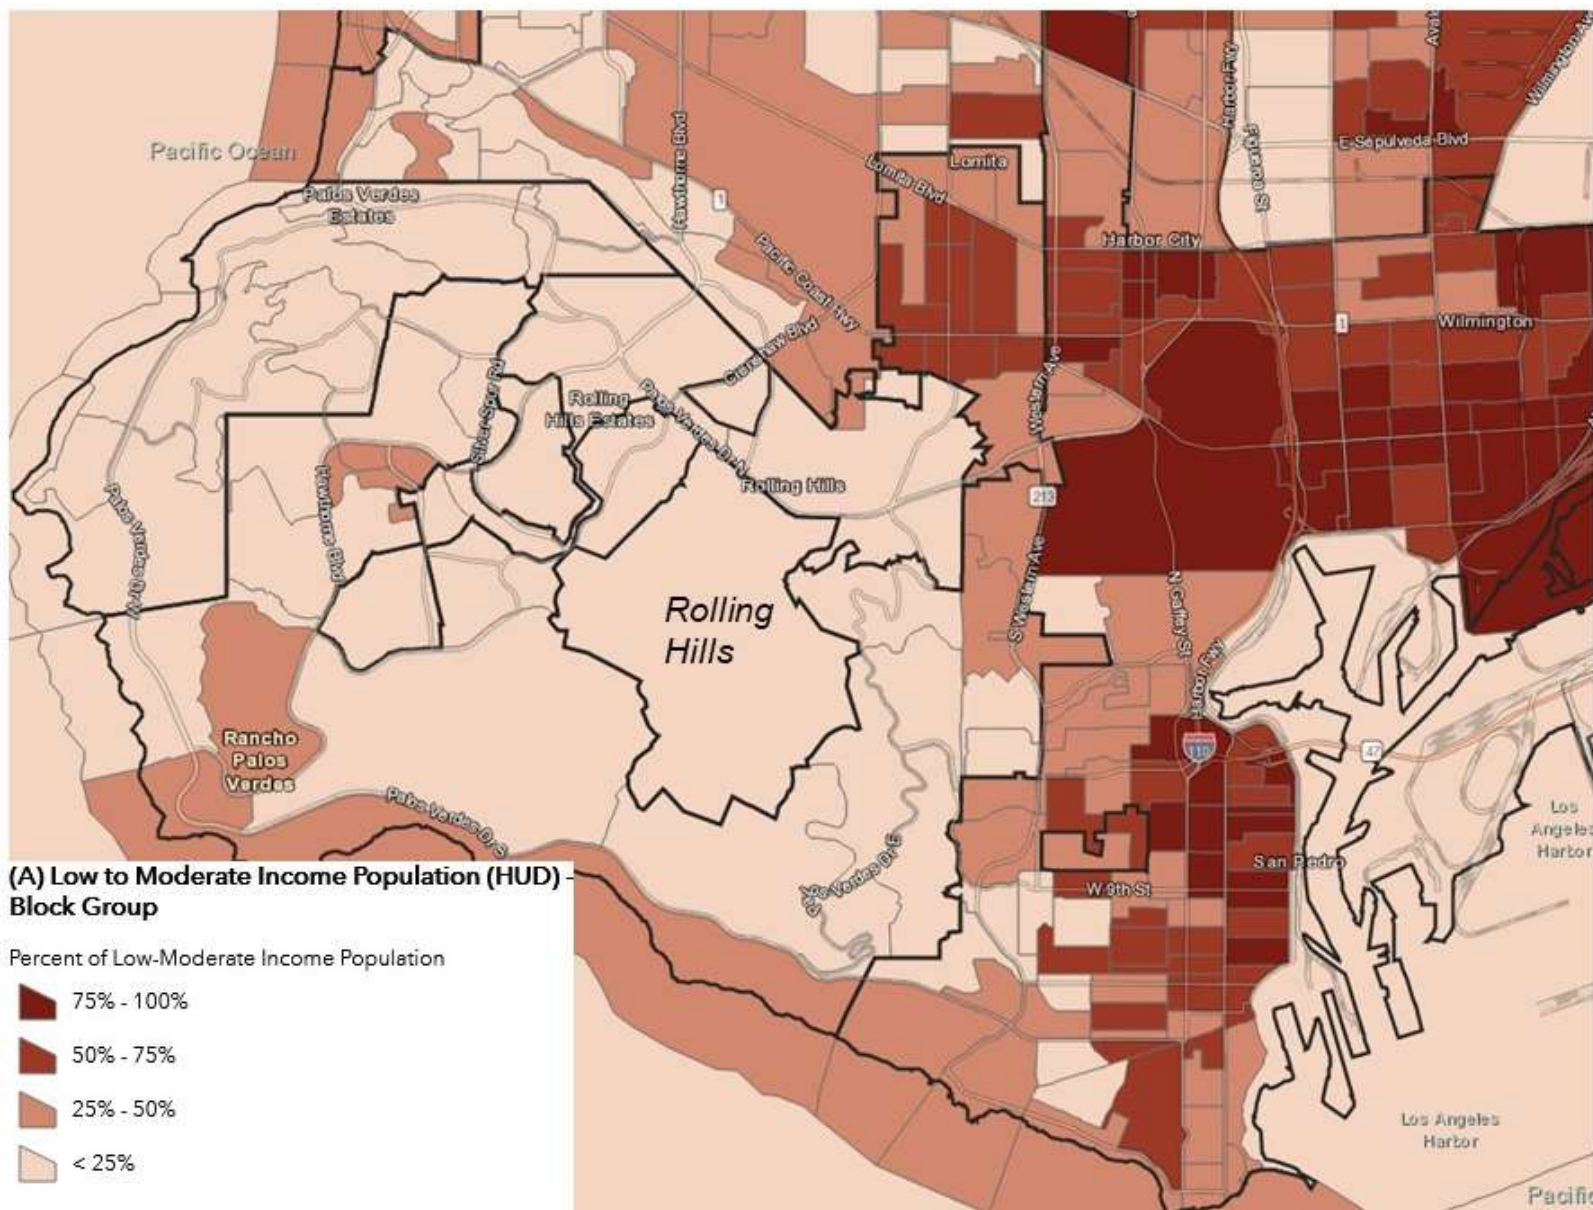 Harbor Fwy
Figueroa St
Wilmington Ave
E Sepulveda Blvd
Pacific Ocean
Hawthorne Blvd
Lomita
Lomita Blvd
Palos Verdes
Estates
1
Harbor City
Pacific Coast Hwy
1
Wilmington
Crenshaw Blvd
Western Ave
Silver Spur Rd
Rolling
Hills Estates
Palos Verdes Dr N
Rolling Hills
213
Hawthorne Blvd
Palos Verdes Dr W
S Western Ave
N Gaffey St
Rolling
Hills
Harbor Fwy
Rancho
Palos
Verdes
110
47
Palos Verdes Dr S
Los
Angeles
Harbor
San Pedro
Palos Verdes Dr E
W 9th St
(A) Low to Moderate Income Population (HUD) -
Block Group
Percent of Low-Moderate Income Population
75% - 100%
50% - 75%
25% - 50%
< 25%
Los Angeles
Harbor
Pacific